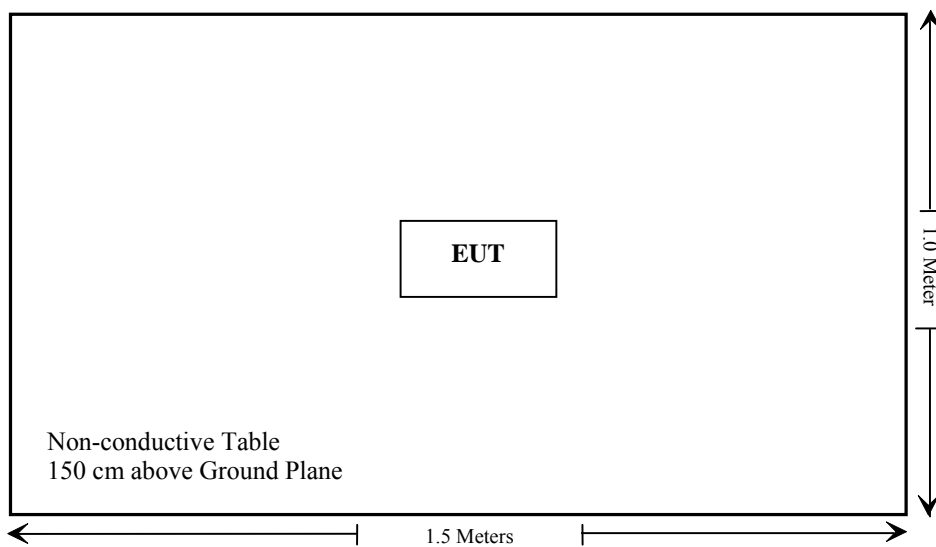 EUT
1.0 Meter
Non-conductive Table
150 cm above Ground Plane
1.5 Meters